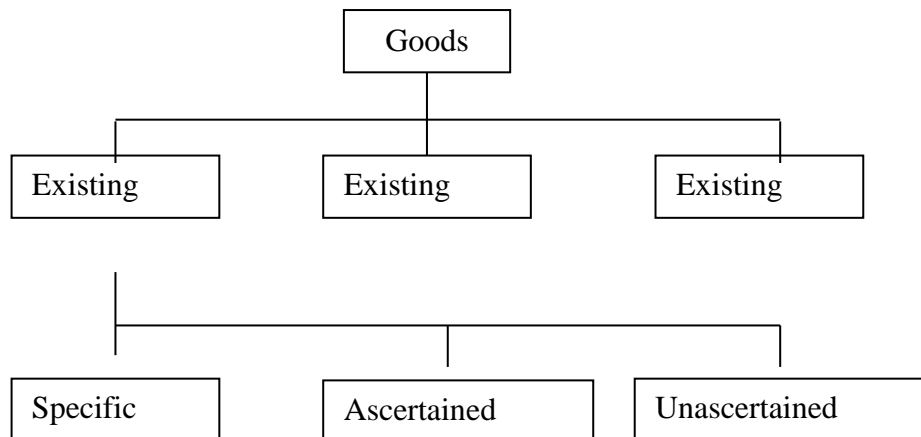 Goods
Existing
Existing
Existing
Specific
Ascertained
Unascertained